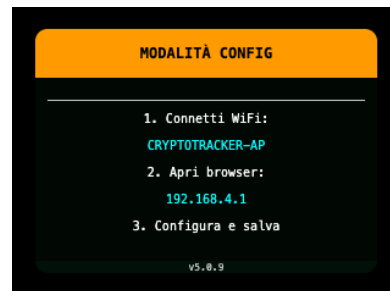 MODALITÀ CONFIG
1. Connetti WiFi:
CRYPTOTRACKER-AP
2. Apri browser:
192.168.4.1
3. Configura e salva
v5.0.9